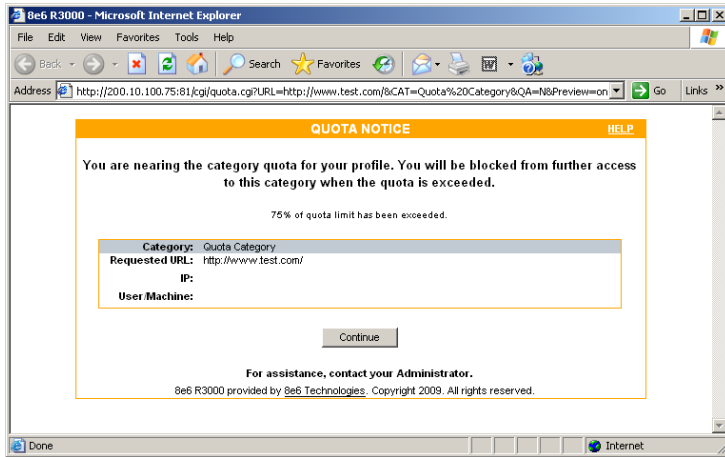 8e6 R3000 - Microsoft Internet Explorer
File Edit View Favorites Tools Help
Back Search Favorites
Address http://200.10.100.75:81/cgi/quota.cgi?URL=http://www.test.com/&CAT=Quota%20Category&QA=N&Preview=on Go Links »
QUOTA NOTICE HELP
You are nearing the category quota for your profile. You will be blocked from further access
to this category when the quota is exceeded.
75% of quota limit has been exceeded.
Category: Quota Category
Requested URL: http://www.test.com/
IP:
User/Machine:
Continue
For assistance, contact your Administrator.
8e6 R3000 provided by 8e6 Technologies. Copyright 2009. All rights reserved.
Done Internet